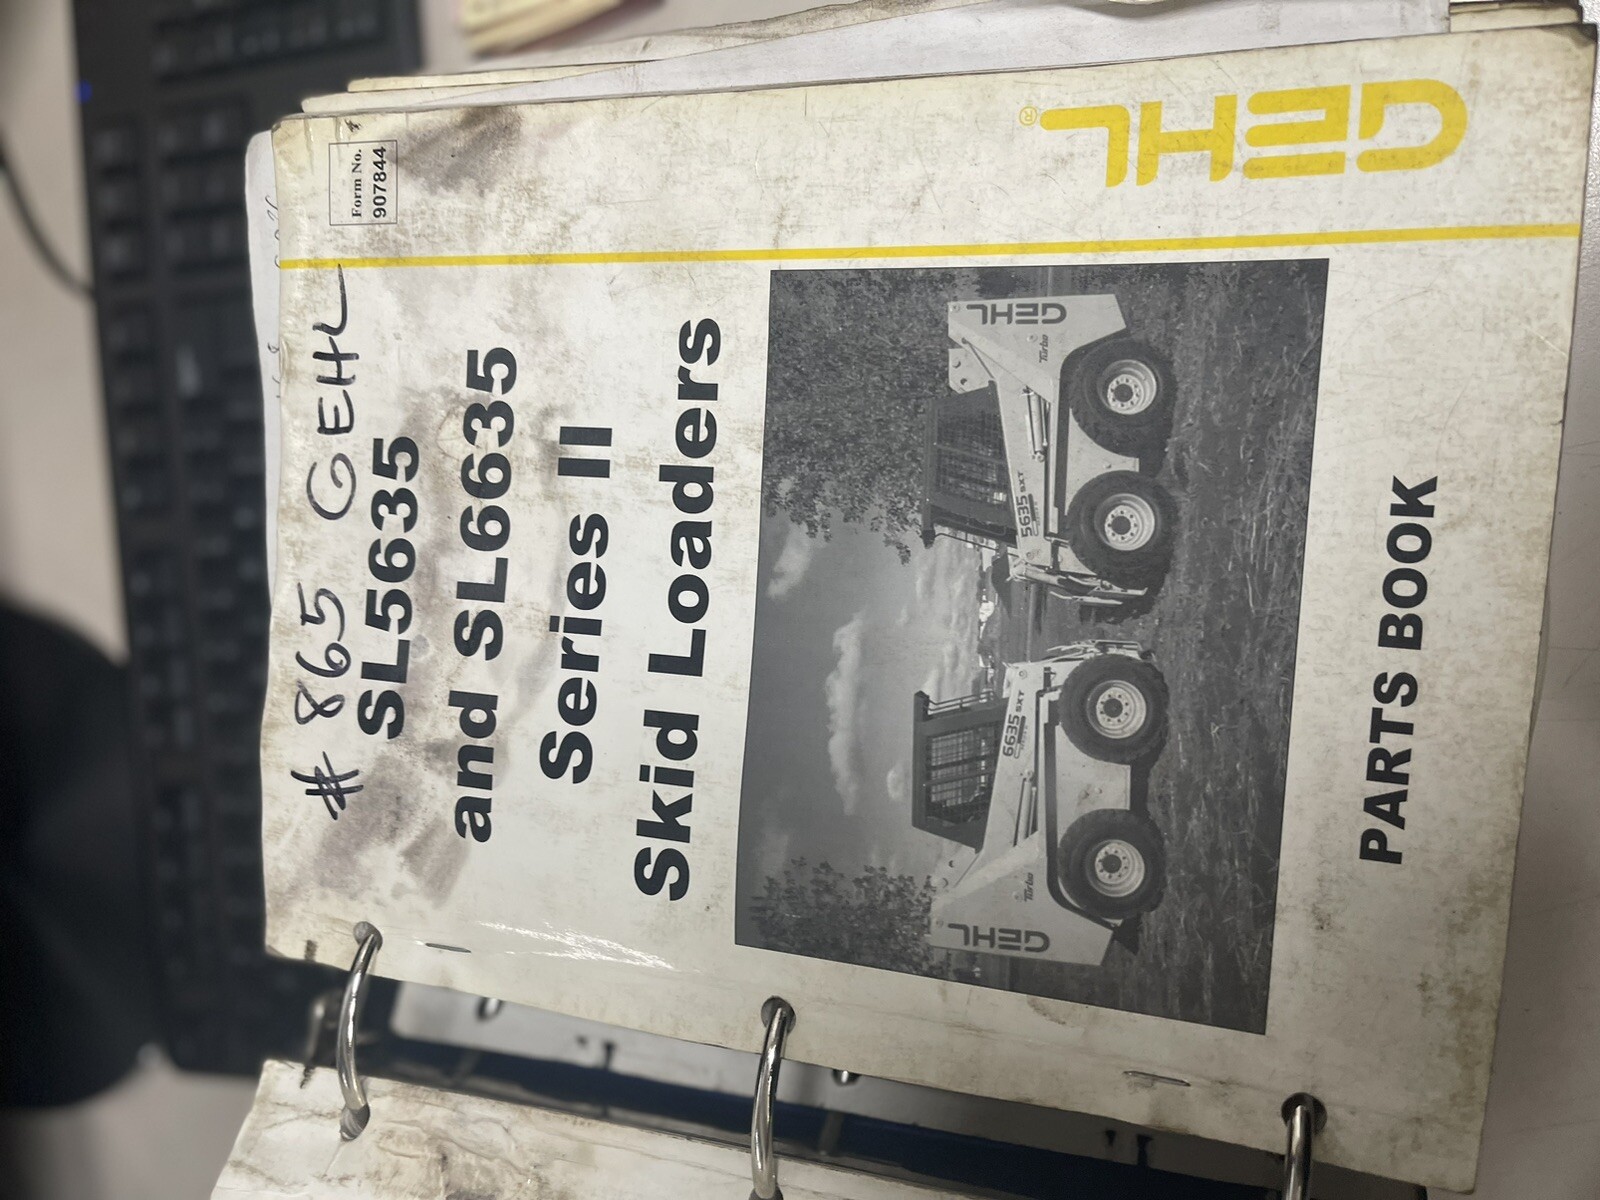 # 865 GEHL
Form No.
907844
SL5635
and SL6635
Series II
Skid Loaders
GEHL
Turbo
6635 SXT
5635 SXT
Turbo
GEHL
PARTS BOOK
GEHL®